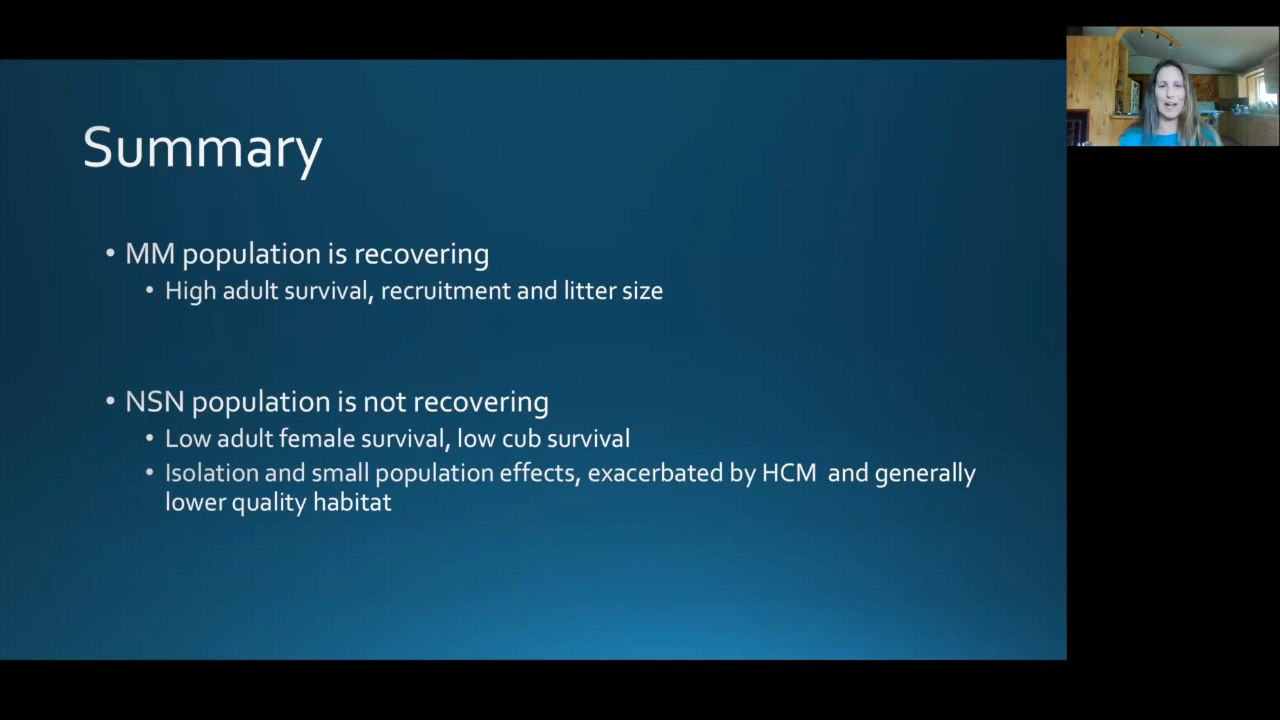 Summary
• MM population is recovering
• High adult survival, recruitment and litter size
• NSN population is not recovering
• Low adult female survival, low cub survival
• Isolation and small population effects, exacerbated by HCM  and generally
lower quality habitat